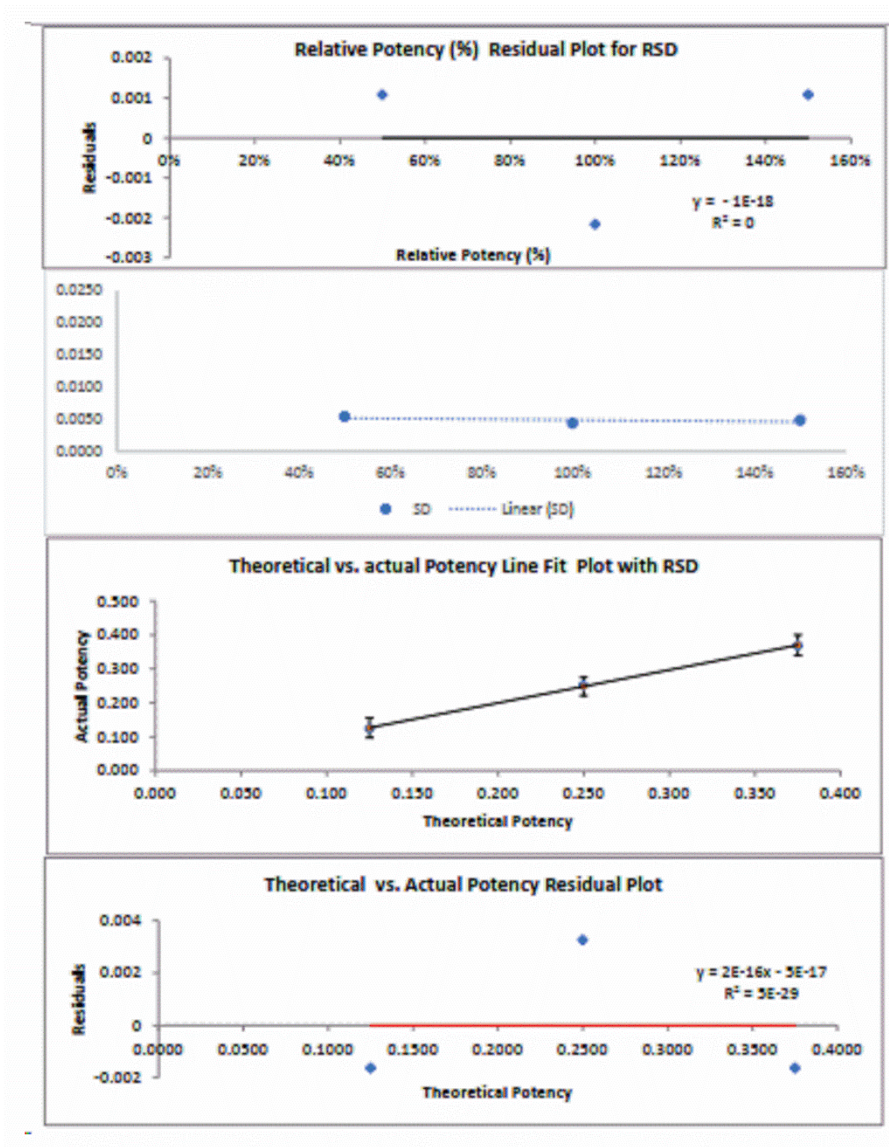 Relative Potency (%) Residual Plot for RSD
0.002
0.001
0
-0.001
-0.002
-0.003
Residuals
0% 20% 40% 60% 80% 100% 120% 140% 160%
y = - 1E-18
R² = 0
Relative Potency (%)
0.0250
0.0200
0.0150
0.0100
0.0050
0.0000
0% 20% 40% 60% 80% 100% 120% 140% 160%
SD Linear (SD)
Theoretical vs. actual Potency Line Fit Plot with RSD
0.500
0.400
0.300
0.200
0.100
0.000
Actual Potency
0.000 0.050 0.100 0.150 0.200 0.250 0.300 0.350 0.400
Theoretical Potency
Theoretical vs. Actual Potency Residual Plot
0.004
0.002
0
-0.002
Residuals
y = 2E-16x - 5E-17
R² = 5E-29
0.0000 0.0500 0.1000 0.1500 0.2000 0.2500 0.3000 0.3500 0.4000
Theoretical Potency